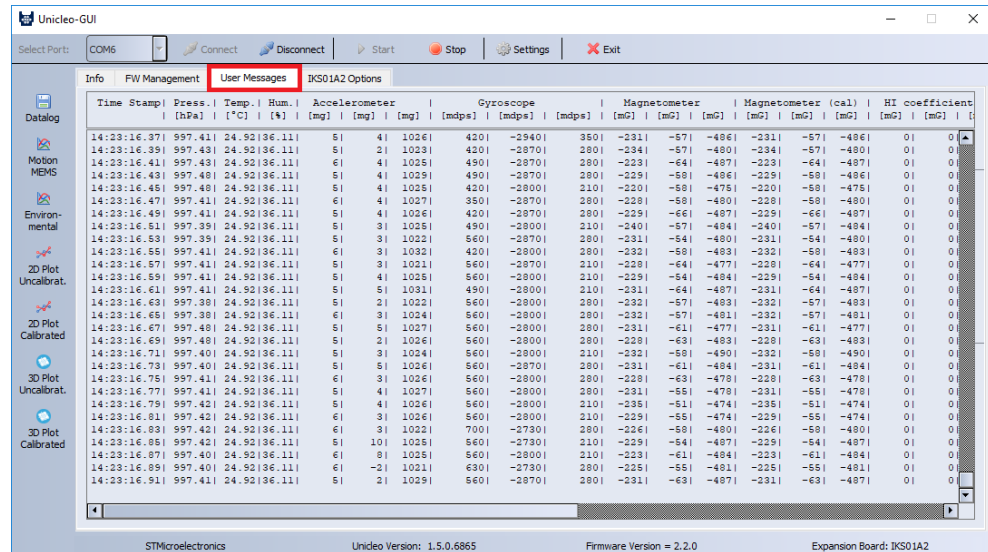 Unicleo-GUI
Select Port: COM6 Connect Disconnect Start Stop Settings Exit
Info FW Management User Messages IKS01A2 Options
Datalog
Motion MEMS
Environ-mental
2D Plot Uncalibrat.
2D Plot Calibrated
3D Plot Uncalibrat.
3D Plot Calibrated
Time Stamp| Press.| Temp.| Hum.| Accelerometer | Gyroscope | Magnetometer | Magnetometer (cal) | HI coefficient
| [hPa] | [°C] | [%] | [mg] | [mg] | [mg] | [mdps] | [mdps] | [mdps] | [mG] | [mG] | [mG] | [mG] | [mG] | [mG] | [mG] | [mG] |
14:23:16.37| 997.41| 24.92|36.11| 5| 4| 1026| 420| -2940| 350| -231| -57| -486| -231| -57| -486| 0| 0|
14:23:16.39| 997.43| 24.92|36.11| 5| 2| 1023| 420| -2870| 280| -234| -57| -480| -234| -57| -480| 0| 0|
14:23:16.41| 997.43| 24.92|36.11| 6| 4| 1025| 490| -2870| 280| -223| -64| -487| -223| -64| -487| 0| 0|
14:23:16.43| 997.48| 24.92|36.11| 5| 4| 1029| 490| -2870| 280| -229| -58| -486| -229| -58| -486| 0| 0|
14:23:16.45| 997.48| 24.92|36.11| 5| 4| 1025| 420| -2800| 210| -220| -58| -475| -220| -58| -475| 0| 0|
14:23:16.47| 997.41| 24.92|36.11| 6| 4| 1027| 350| -2870| 280| -228| -58| -480| -228| -58| -480| 0| 0|
14:23:16.49| 997.41| 24.92|36.11| 5| 4| 1026| 420| -2870| 280| -229| -66| -487| -229| -66| -487| 0| 0|
14:23:16.51| 997.39| 24.92|36.11| 5| 3| 1025| 490| -2800| 210| -240| -57| -484| -240| -57| -484| 0| 0|
14:23:16.53| 997.39| 24.92|36.11| 5| 3| 1022| 560| -2870| 280| -231| -54| -480| -231| -54| -480| 0| 0|
14:23:16.55| 997.41| 24.92|36.11| 6| 3| 1032| 420| -2800| 280| -232| -58| -483| -232| -58| -483| 0| 0|
14:23:16.57| 997.41| 24.92|36.11| 5| 3| 1021| 560| -2870| 210| -228| -64| -477| -228| -64| -477| 0| 0|
14:23:16.59| 997.41| 24.92|36.11| 5| 4| 1025| 560| -2800| 210| -229| -54| -484| -229| -54| -484| 0| 0|
14:23:16.61| 997.41| 24.92|36.11| 5| 5| 1031| 490| -2800| 280| -231| -64| -487| -231| -64| -487| 0| 0|
14:23:16.63| 997.38| 24.92|36.11| 5| 2| 1022| 560| -2800| 280| -232| -57| -483| -232| -57| -483| 0| 0|
14:23:16.65| 997.38| 24.92|36.11| 6| 3| 1024| 560| -2800| 280| -232| -57| -481| -232| -57| -481| 0| 0|
14:23:16.67| 997.48| 24.92|36.11| 5| 5| 1027| 560| -2800| 280| -231| -61| -477| -231| -61| -477| 0| 0|
14:23:16.69| 997.48| 24.92|36.11| 5| 2| 1026| 560| -2800| 280| -228| -63| -483| -228| -63| -483| 0| 0|
14:23:16.71| 997.40| 24.92|36.11| 5| 3| 1024| 560| -2800| 210| -232| -58| -490| -232| -58| -490| 0| 0|
14:23:16.73| 997.40| 24.92|36.11| 5| 5| 1026| 560| -2800| 280| -231| -61| -484| -231| -61| -484| 0| 0|
14:23:16.75| 997.41| 24.92|36.11| 6| 3| 1026| 560| -2800| 280| -228| -63| -478| -228| -63| -478| 0| 0|
14:23:16.77| 997.41| 24.92|36.11| 5| 4| 1027| 560| -2800| 280| -231| -55| -478| -231| -55| -478| 0| 0|
14:23:16.79| 997.42| 24.92|36.11| 5| 4| 1026| 560| -2800| 210| -235| -51| -474| -235| -51| -474| 0| 0|
14:23:16.81| 997.42| 24.92|36.11| 6| 3| 1026| 560| -2800| 210| -229| -55| -474| -229| -55| -474| 0| 0|
14:23:16.83| 997.42| 24.92|36.11| 6| 3| 1022| 700| -2730| 280| -226| -58| -480| -226| -58| -480| 0| 0|
14:23:16.85| 997.42| 24.92|36.11| 5| 10| 1025| 560| -2730| 210| -229| -54| -487| -229| -54| -487| 0| 0|
14:23:16.87| 997.40| 24.92|36.11| 6| 8| 1025| 560| -2800| 210| -223| -61| -484| -223| -61| -484| 0| 0|
14:23:16.89| 997.40| 24.92|36.11| 6| -2| 1021| 630| -2730| 280| -225| -55| -481| -225| -55| -481| 0| 0|
14:23:16.91| 997.41| 24.92|36.11| 5| 2| 1029| 560| -2870| 280| -231| -63| -487| -231| -63| -487| 0| 0|
STMicroelectronics Unicleo Version: 1.5.0.6865 Firmware Version = 2.2.0 Expansion Board: IKS01A2